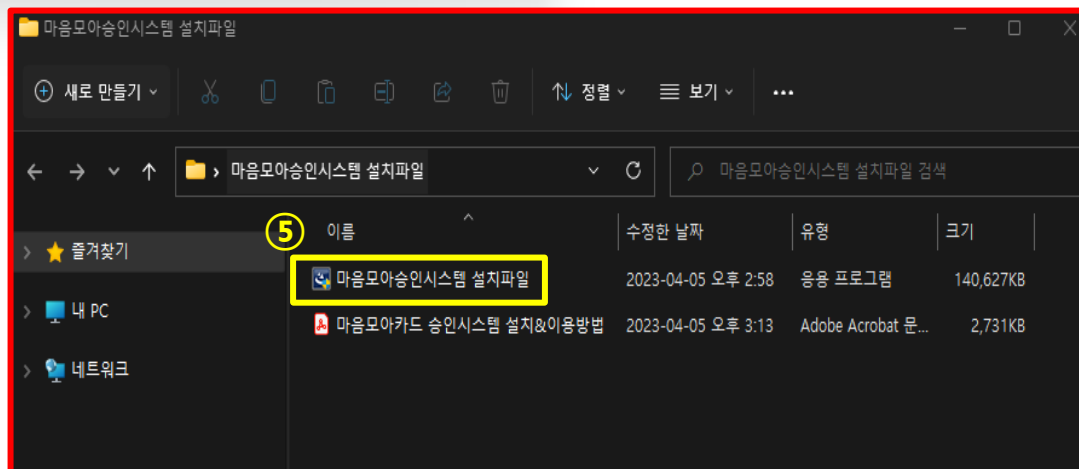 마음모아승인시스템 설치파일
새로 만들기
정렬
보기
마음모아승인시스템 설치파일
마음모아승인시스템 설치파일 검색
⑤ 이름 수정한 날짜 유형 크기
즐겨찾기
마음모아승인시스템 설치파일 2023-04-05 오후 2:58 응용 프로그램 140,627KB
내 PC
마음모아카드 승인시스템 설치&이용방법 2023-04-05 오후 3:13 Adobe Acrobat 문... 2,731KB
네트워크